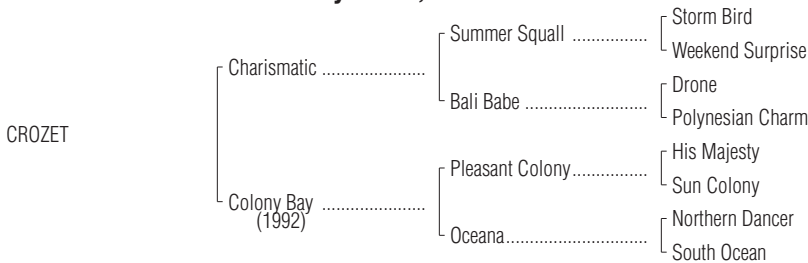 Summer Squall ................
Storm Bird
Weekend Surprise
Charismatic ......................
Bali Babe ..........................
Drone
Polynesian Charm
CROZET
Pleasant Colony................
His Majesty
Sun Colony
Colony Bay ......................
(1992)
Oceana..............................
Northern Dancer
South Ocean